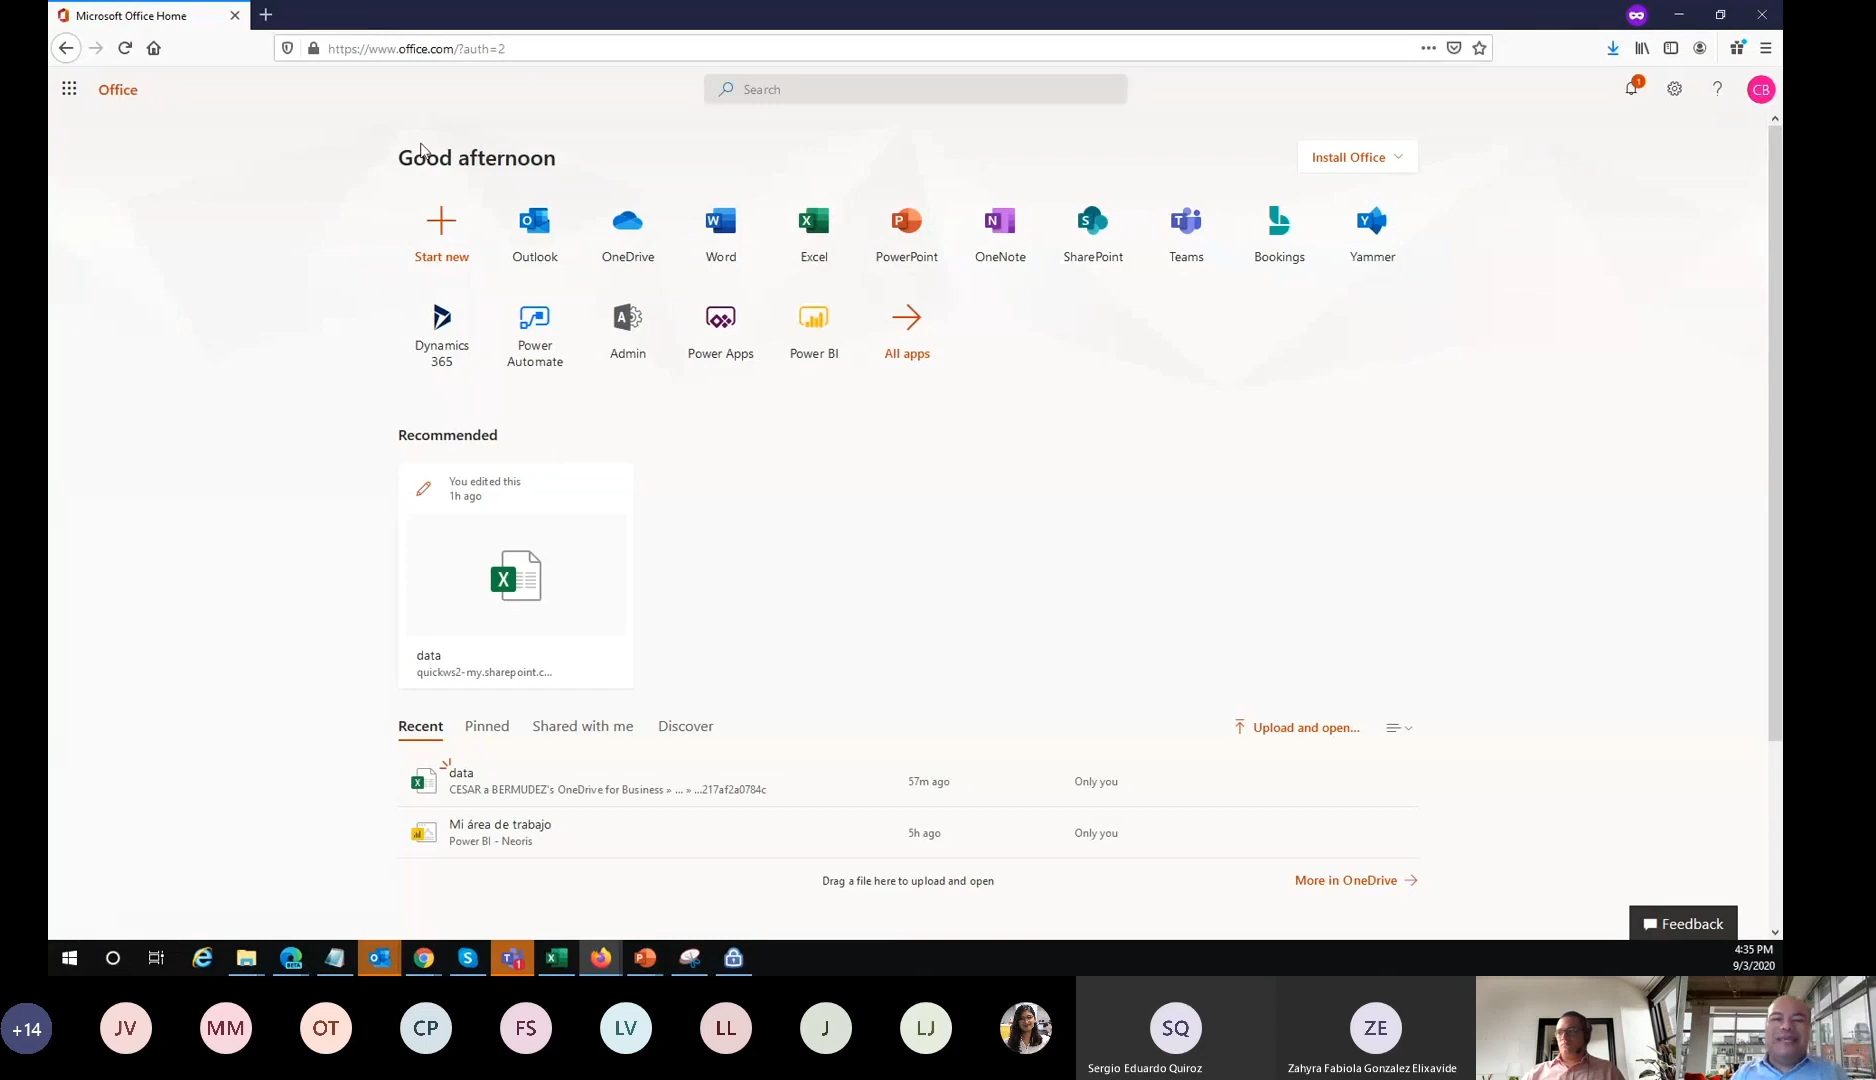 Microsoft Office Home
https://www.office.com/?auth=2
Office
Search
1
CB
Good afternoon
Install Office
Start new
Outlook
OneDrive
Word
Excel
PowerPoint
OneNote
SharePoint
Teams
Bookings
Yammer
Dynamics
365
Power
Automate
Admin
Power Apps
Power BI
All apps
Recommended
You edited this
1h ago
data
quickws2-my.sharepoint.c...
Recent
Pinned
Shared with me
Discover
Upload and open...
data
CESAR a BERMUDEZ's OneDrive for Business » ... » ...217af2a0784c
57m ago
Only you
Mi área de trabajo
Power BI - Neoris
5h ago
Only you
Drag a file here to upload and open
More in OneDrive
Feedback
4:35 PM
9/3/2020
+14
JV
MM
OT
CP
FS
LV
LL
J
LJ
SQ
Sergio Eduardo Quiroz
ZE
Zahyra Fabiola Gonzalez Elixavide